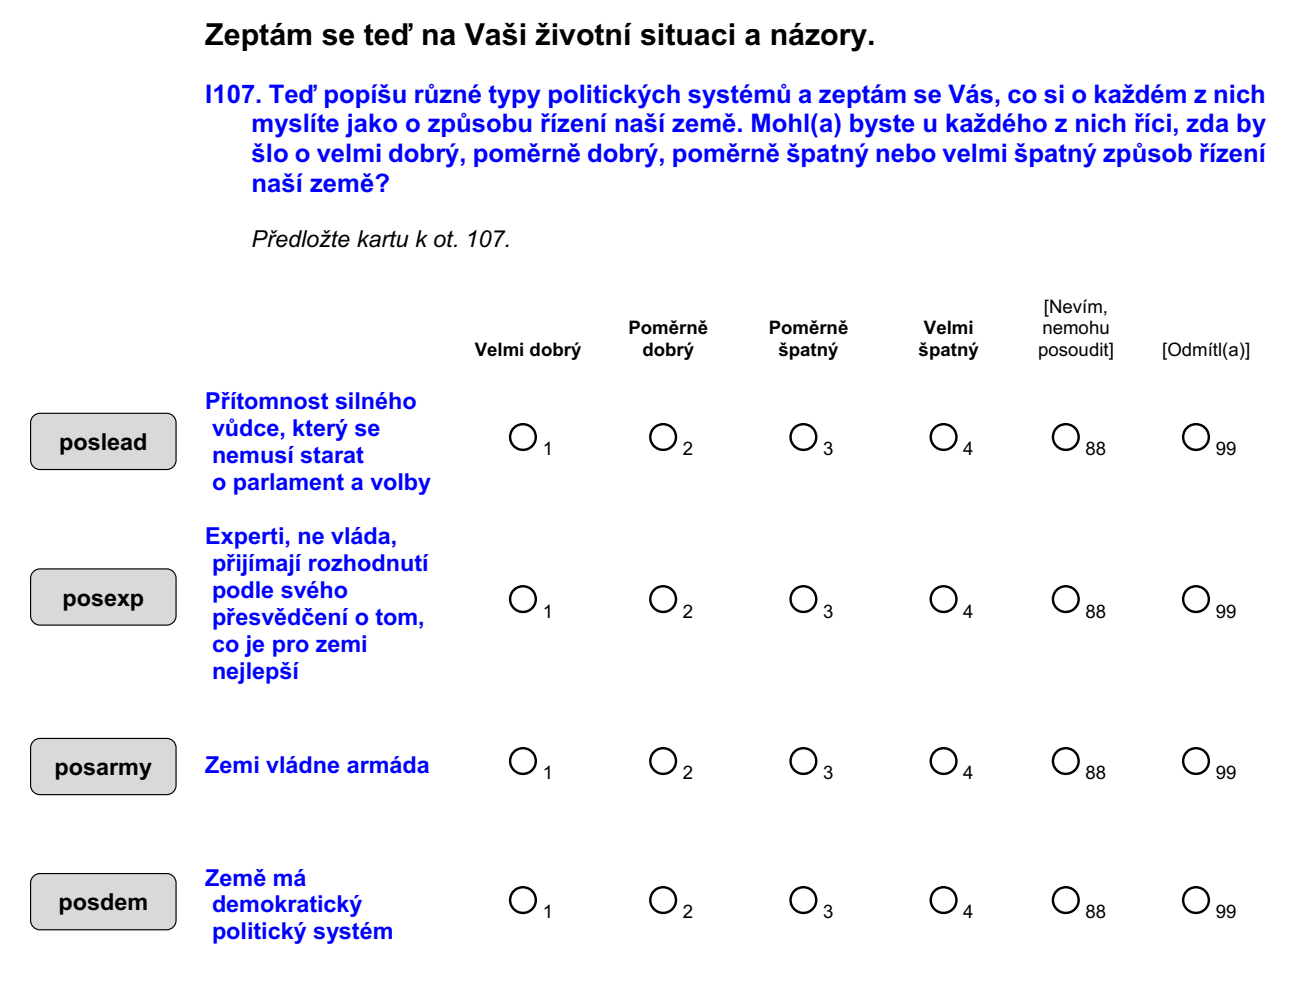 Zeptám se teď na Vaši životní situaci a názory.
I107. Teď popíšu různé typy politických systémů a zeptám se Vás, co si o každém z nich
myslíte jako o způsobu řízení naší země. Mohl(a) byste u každého z nich říci, zda by
šlo o velmi dobrý, poměrně dobrý, poměrně špatný nebo velmi špatný způsob řízení
naší země?
Předložte kartu k ot. 107.
Velmi dobrý
Poměrně
dobrý
Poměrně
špatný
Velmi
špatný
[Nevím,
nemohu
posoudit]
[Odmítl(a)]
poslead
Přítomnost silného
vůdce, který se
nemusí starat
o parlament a volby
1 2 3 4 88 99
posexp
Experti, ne vláda,
přijímají rozhodnutí
podle svého
přesvědčení o tom,
co je pro zemi
nejlepší
1 2 3 4 88 99
posarmy
Zemi vládne armáda
1 2 3 4 88 99
posdem
Země má
demokratický
politický systém
1 2 3 4 88 99